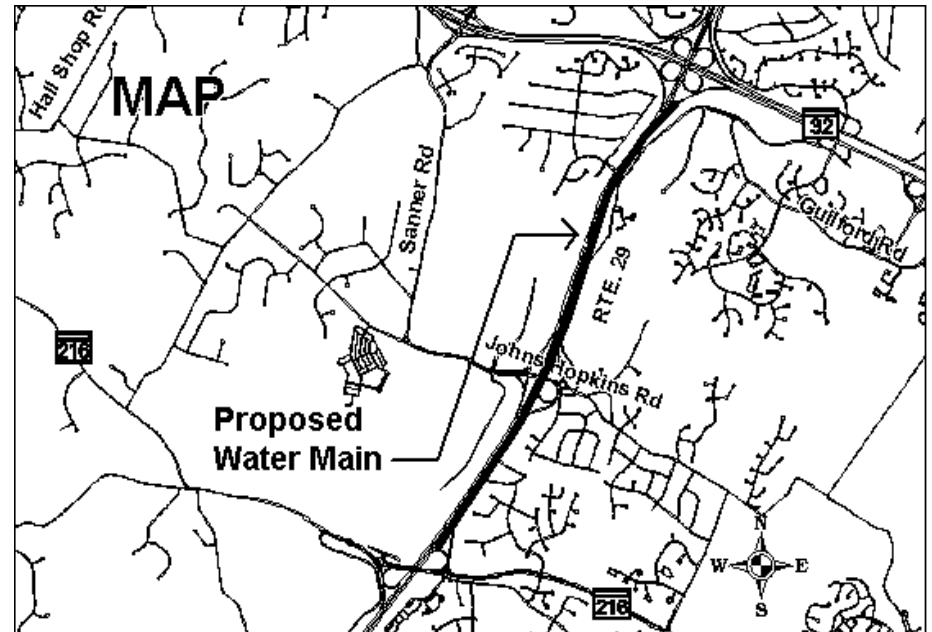 Hall Shop Rd
MAP
32
Sanner Rd
Guilford Rd
RTE. 29
216
Johns Hopkins Rd
Proposed
Water Main
N
W E
S
216